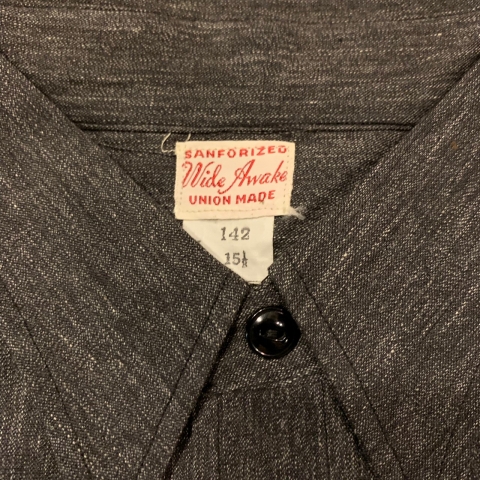 SANFORIZED
Wide Awake
UNION MADE
142
15½